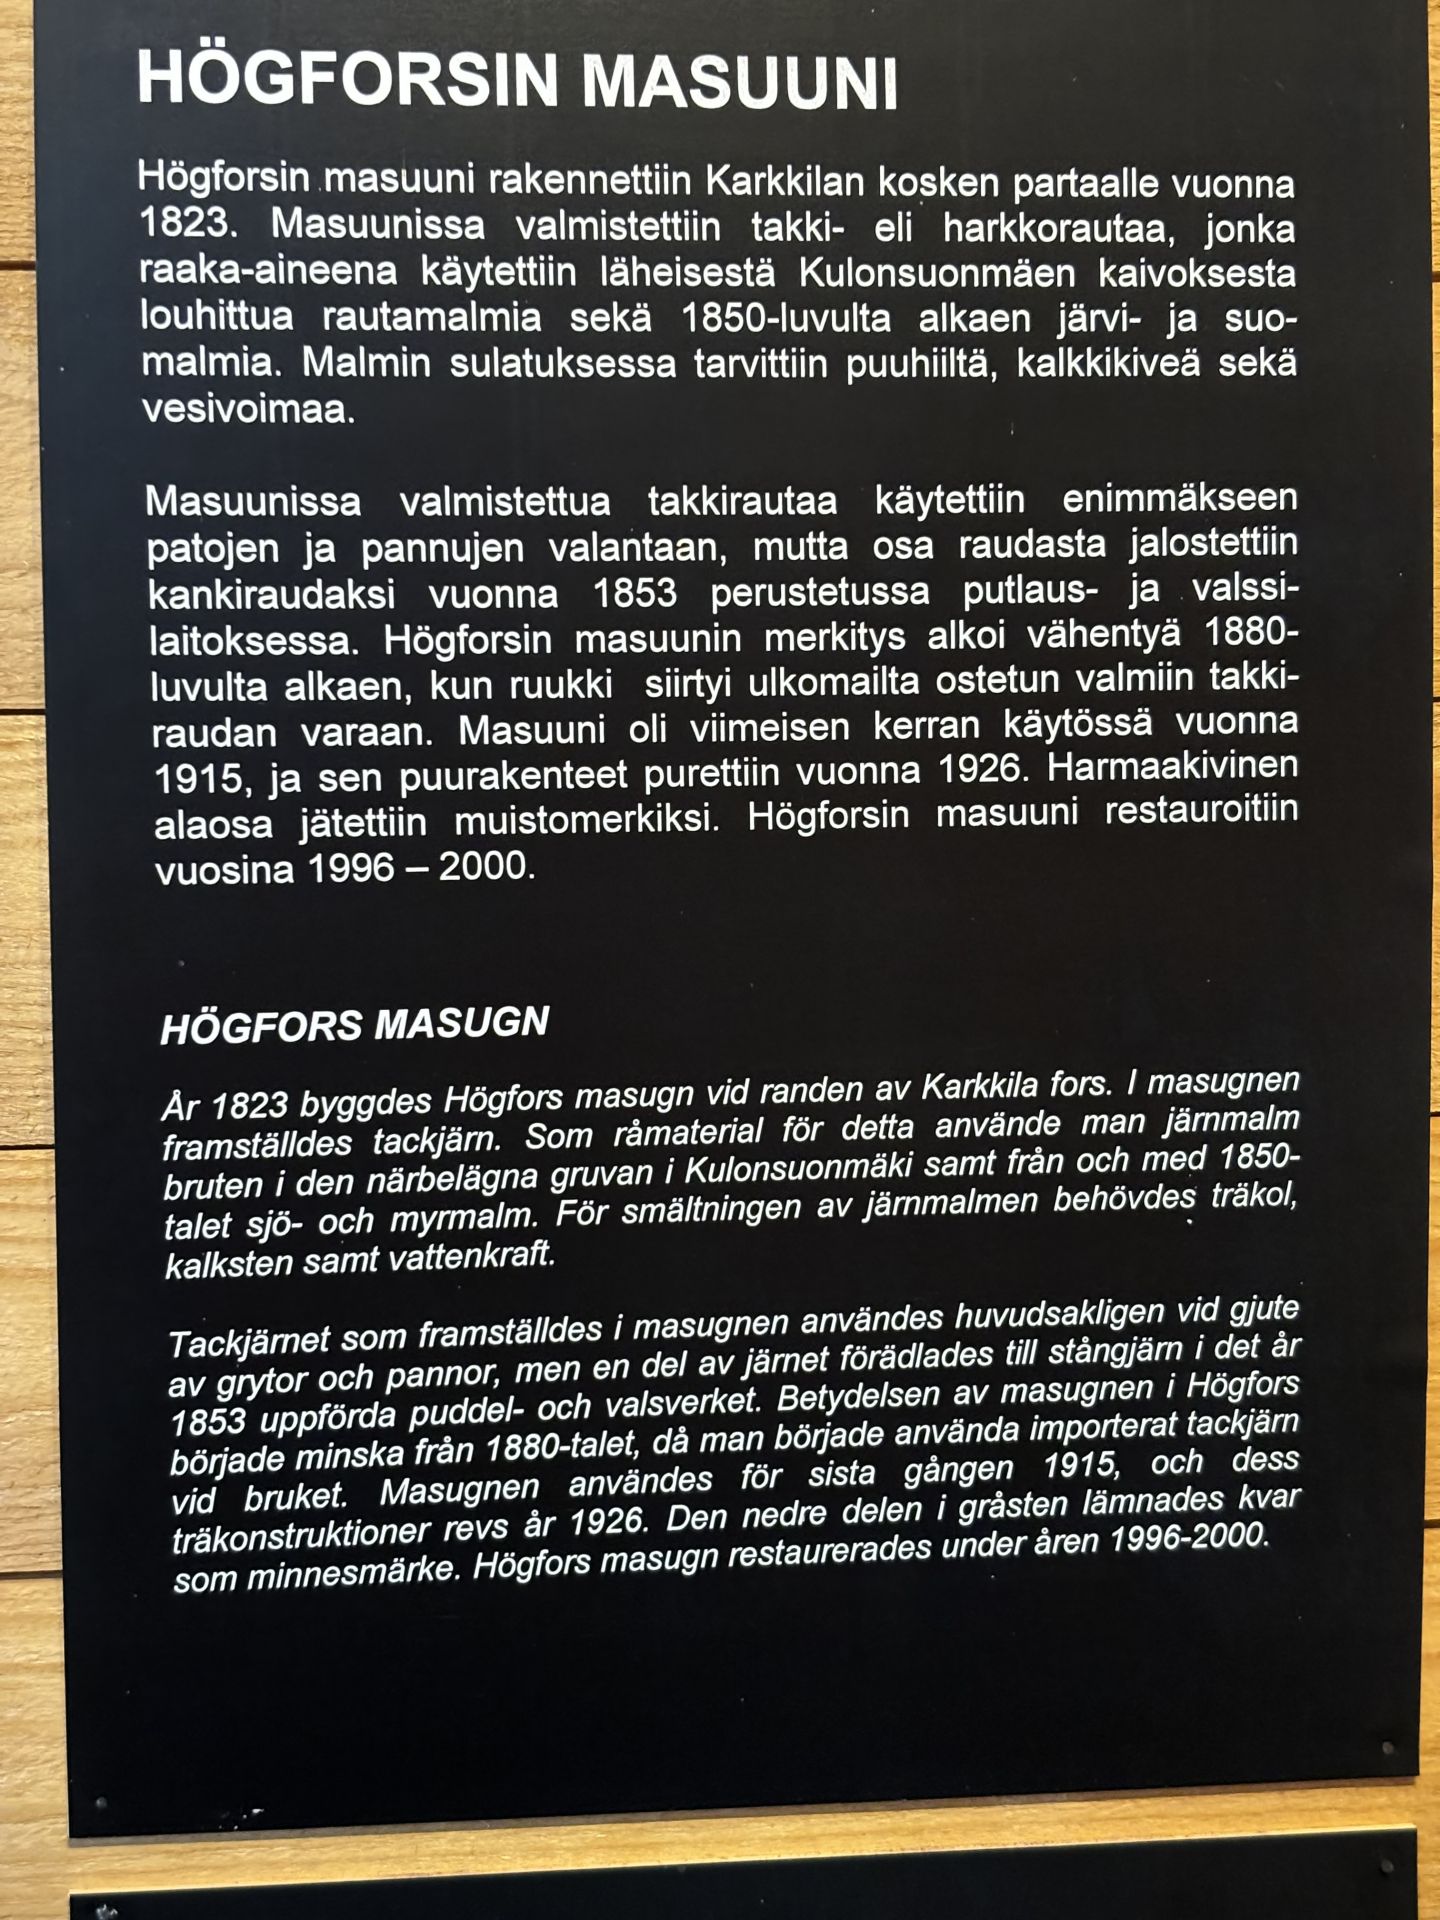 HÖGFORSIN MASUUNI
Högforsin masuuni rakennettiin Karkkilan kosken partaalle vuonna
1823. Masuunissa valmistettiin takki- eli harkkorautaa, jonka
raaka-aineena käytettiin läheisestä Kulonsuonmäen kaivoksesta
louhittua rautamalmia sekä 1850-luvulta alkaen järvi- ja suo-
malmia. Malmin sulatuksessa tarvittiin puuhiiltä, kalkkikiveä sekä
vesivoimaa.
Masuunissa valmistettua takkirautaa käytettiin enimmäkseen
patojen ja pannujen valantaan, mutta osa raudasta jalostettiin
kankiraudaksi vuonna 1853 perustetussa putlaus- ja valssi-
laitoksessa. Högforsin masuunin merkitys alkoi vähentyä 1880-
luvulta alkaen, kun ruukki siirtyi ulkomailta ostetun valmiin takki-
raudan varaan. Masuuni oli viimeisen kerran käytössä vuonna
1915, ja sen puurakenteet purettiin vuonna 1926. Harmaakivinen
alaosa jätettiin muistomerkiksi. Högforsin masuuni restauroitiin
vuosina 1996 – 2000.
HÖGFORS MASUGN
År 1823 byggdes Högfors masugn vid randen av Karkkila fors. I masugnen
framställdes tackjärn. Som råmaterial för detta använde man järnmalm
bruten i den närbelägna gruvan i Kulonsuonmäki samt från och med 1850-
talet sjö- och myrmalm. För smältningen av järnmalmen behövdes träkol,
kalksten samt vattenkraft.
Tackjärnet som framställdes i masugnen användes huvudsakligen vid gjute
av grytor och pannor, men en del av järnet förädlades till stångjärn i det år
1853 uppförda puddel- och valsverket. Betydelsen av masugnen i Högfors
började minska från 1880-talet, då man började använda importerat tackjärn
vid bruket. Masugnen användes för sista gången 1915, och dess
träkonstruktioner revs år 1926. Den nedre delen i gråsten lämnades kvar
som minnesmärke. Högfors masugn restaurerades under åren 1996-2000.